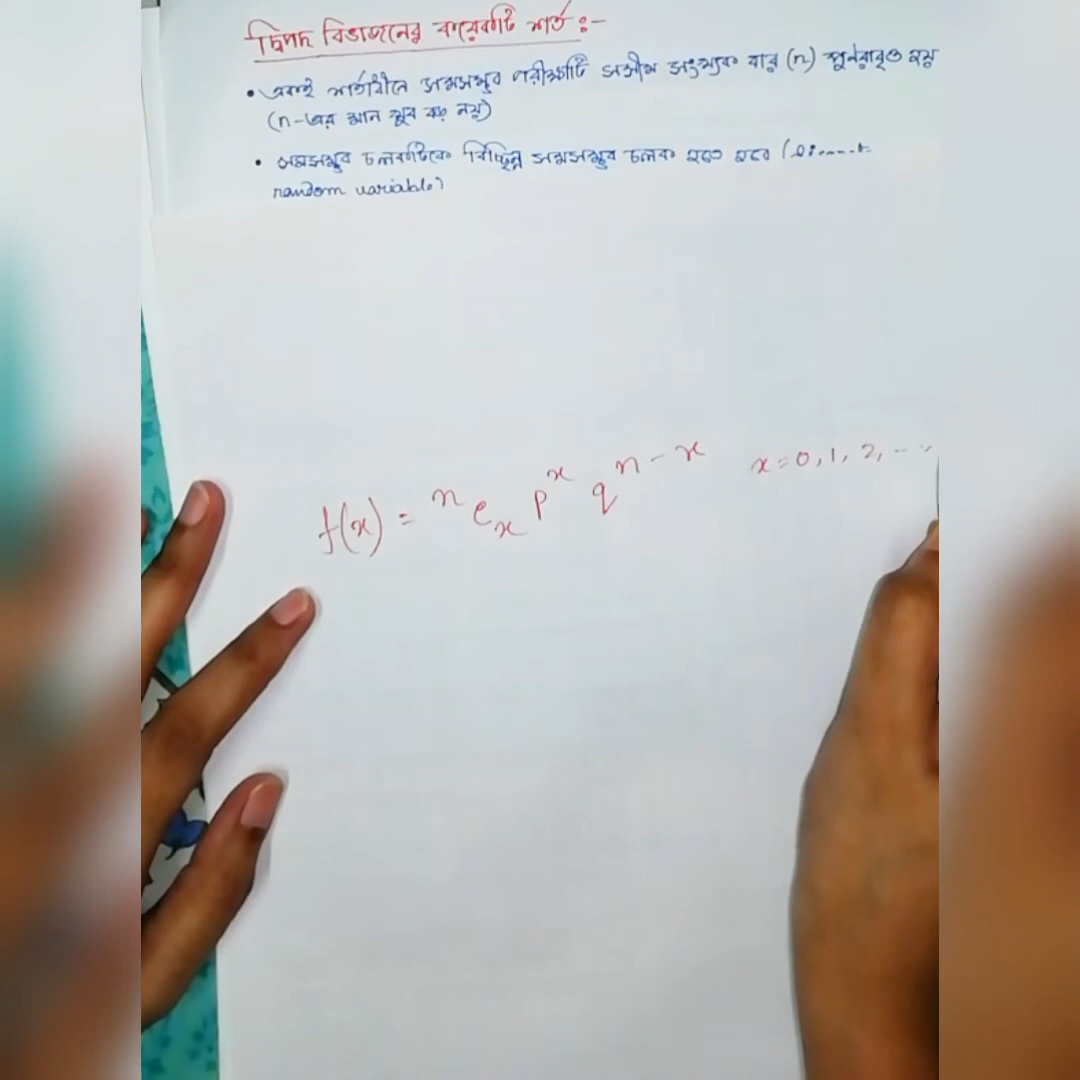 দ্বিপদ বিভাজনের কয়েকটি শর্ত :-
• একই শর্তাধীনে সমসম্ভব পরীক্ষাটি সসীম সংখ্যক বার (n) পুনরাবৃত্ত হয়
(n-এর মান খুব বড় নয়)
• সমসম্ভব চলকটিকে বিচ্ছিন্ন সমসম্ভব চলক হতে হবে (
random variable)
f(x) = ⁿCₓ pˣ qⁿ⁻ˣ x=0, 1, 2, ...